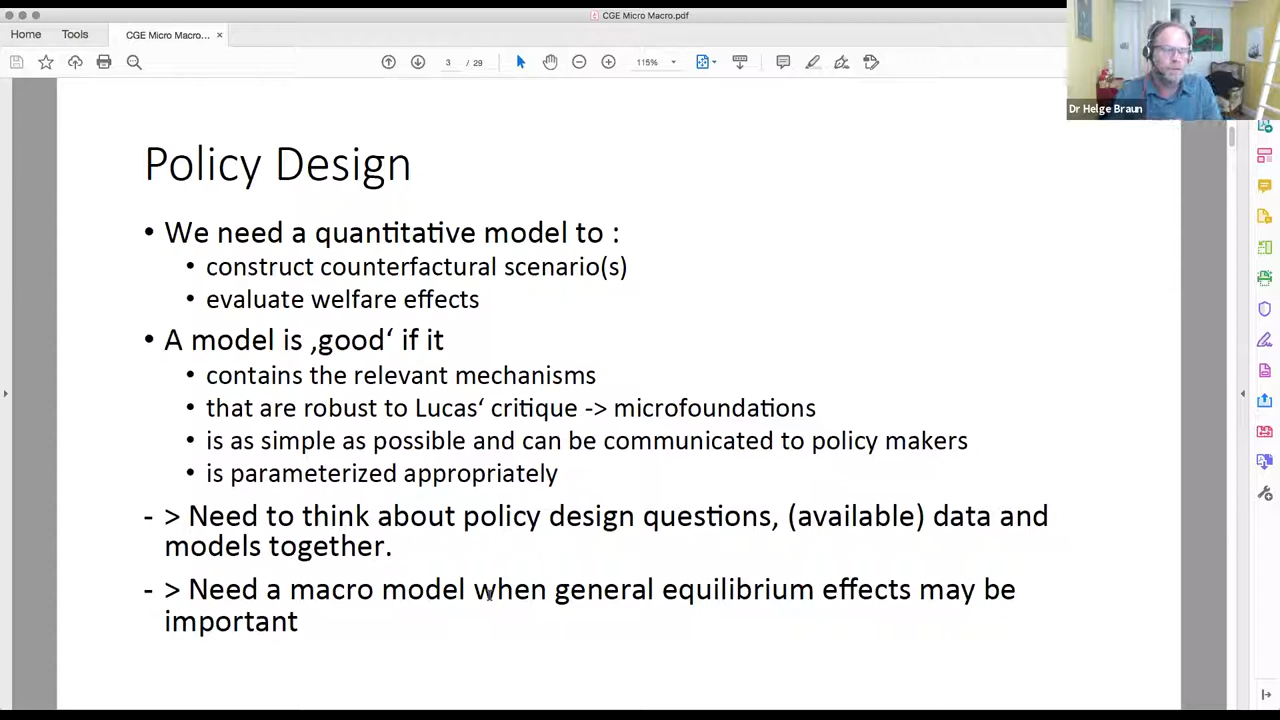 CGE Micro Macro.pdf
Home
Tools
CGE Micro Macro...
×
3 / 29
115%
Dr Helge Braun
Policy Design
• We need a quantitative model to :
• construct counterfactural scenario(s)
• evaluate welfare effects
• A model is ‚good‘ if it
• contains the relevant mechanisms
• that are robust to Lucas‘ critique -> microfoundations
• is as simple as possible and can be communicated to policy makers
• is parameterized appropriately
- > Need to think about policy design questions, (available) data and
models together.
- > Need a macro model when general equilibrium effects may be
important